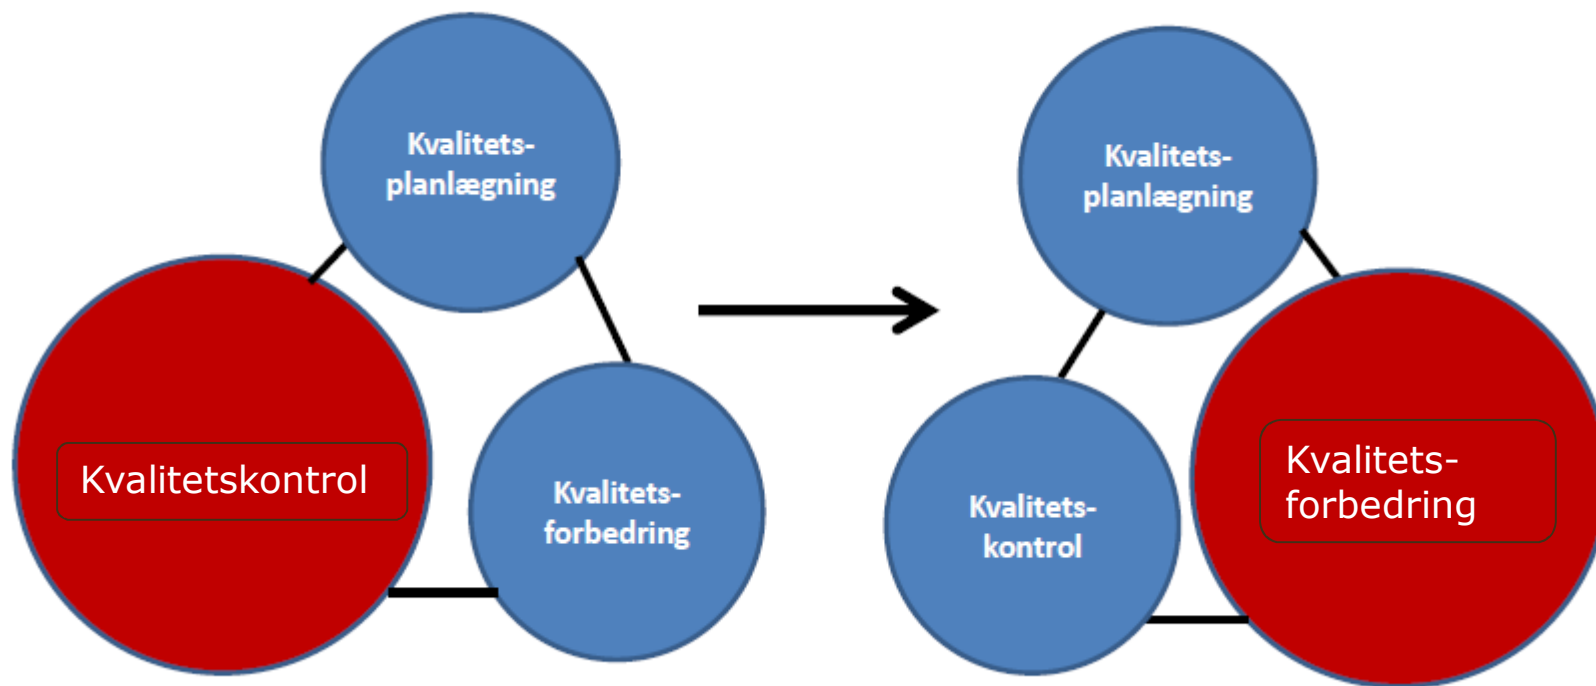 Kvalitets-
planlægning
Kvalitetskontrol
Kvalitets-
forbedring
Kvalitets-
planlægning
Kvalitets-
kontrol
Kvalitets-
forbedring